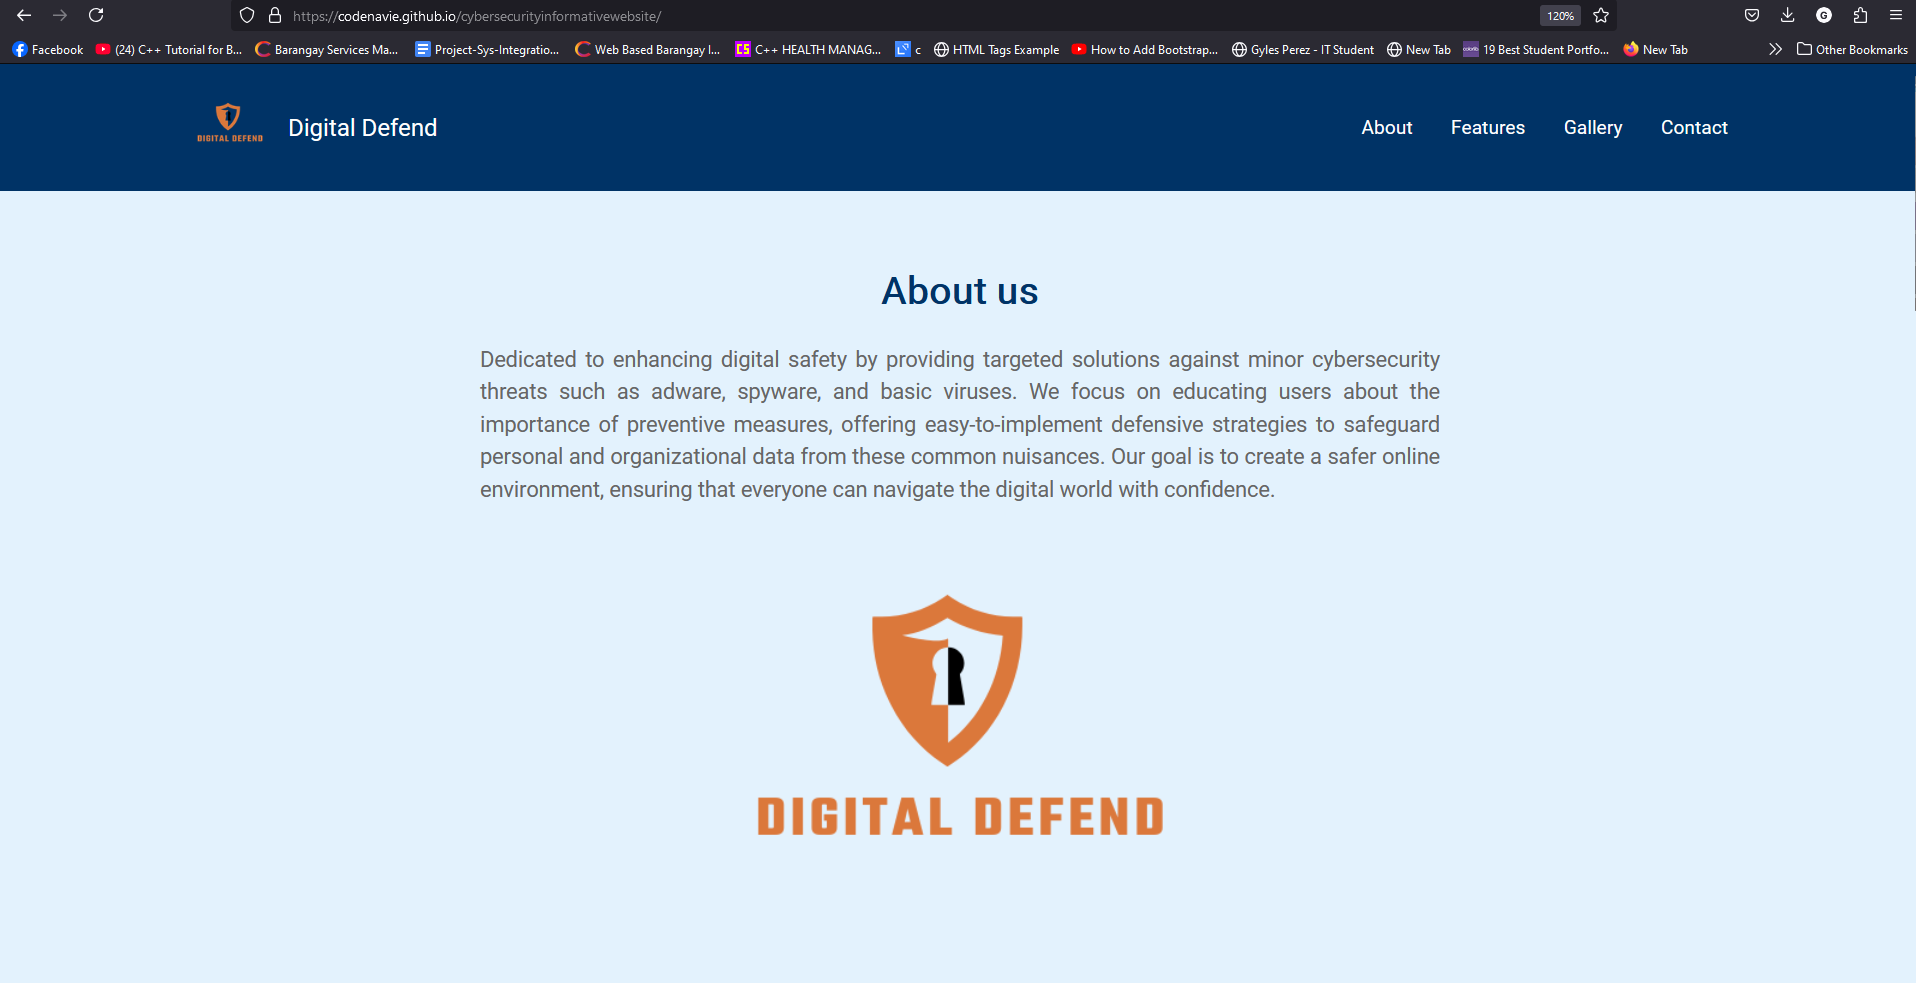 https://codenavie.github.io/cybersecurityinformativewebsite/
120%
G
Facebook
(24) C++ Tutorial for B...
Barangay Services Ma...
Project-Sys-Integratio...
Web Based Barangay I...
CS
C++ HEALTH MANAG...
c
HTML Tags Example
How to Add Bootstrap...
Gyles Perez - IT Student
New Tab
19 Best Student Portfo...
New Tab
Other Bookmarks
DIGITAL DEFEND
Digital Defend
About
Features
Gallery
Contact
About us
Dedicated to enhancing digital safety by providing targeted solutions against minor cybersecurity
threats such as adware, spyware, and basic viruses. We focus on educating users about the
importance of preventive measures, offering easy-to-implement defensive strategies to safeguard
personal and organizational data from these common nuisances. Our goal is to create a safer online
environment, ensuring that everyone can navigate the digital world with confidence.
DIGITAL DEFEND